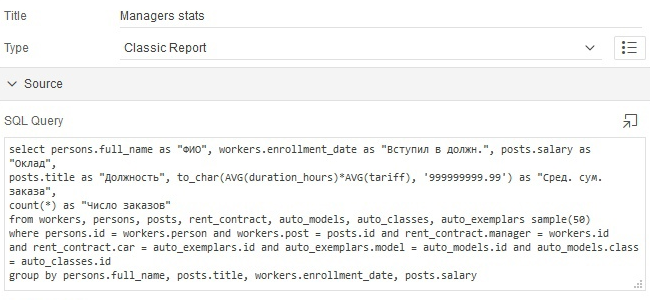 Title Managers stats
Type Classic Report
Source
SQL Query
select persons.full_name as "ФИО", workers.enrollment_date as "Вступил в должн.", posts.salary as
"Оклад",
posts.title as "Должность", to_char(AVG(duration_hours)*AVG(tariff), '999999999.99') as "Сред. сум.
заказа",
count(*) as "Число заказов"
from workers, persons, posts, rent_contract, auto_models, auto_classes, auto_exemplars sample(50)
where persons.id = workers.person and workers.post = posts.id and rent_contract.manager = workers.id
and rent_contract.car = auto_exemplars.id and auto_exemplars.model = auto_models.id and auto_models.class
= auto_classes.id
group by persons.full_name, posts.title, workers.enrollment_date, posts.salary